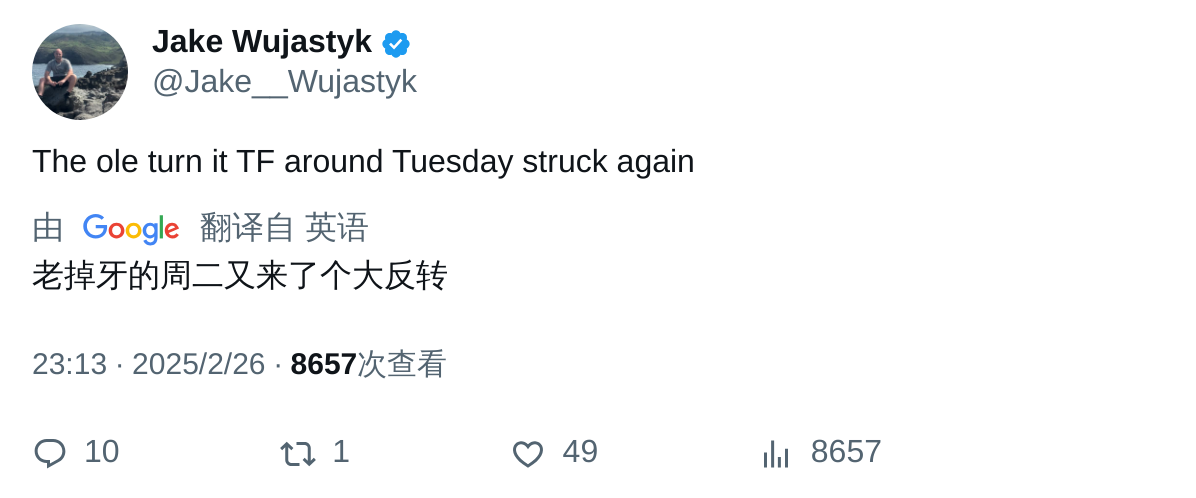 Jake Wujastyk
@Jake__Wujastyk
The ole turn it TF around Tuesday struck again
由 Google 翻译自 英语
老掉牙的周二又来了个大反转
23:13 · 2025/2/26 · 8657次查看
10 1 49 8657